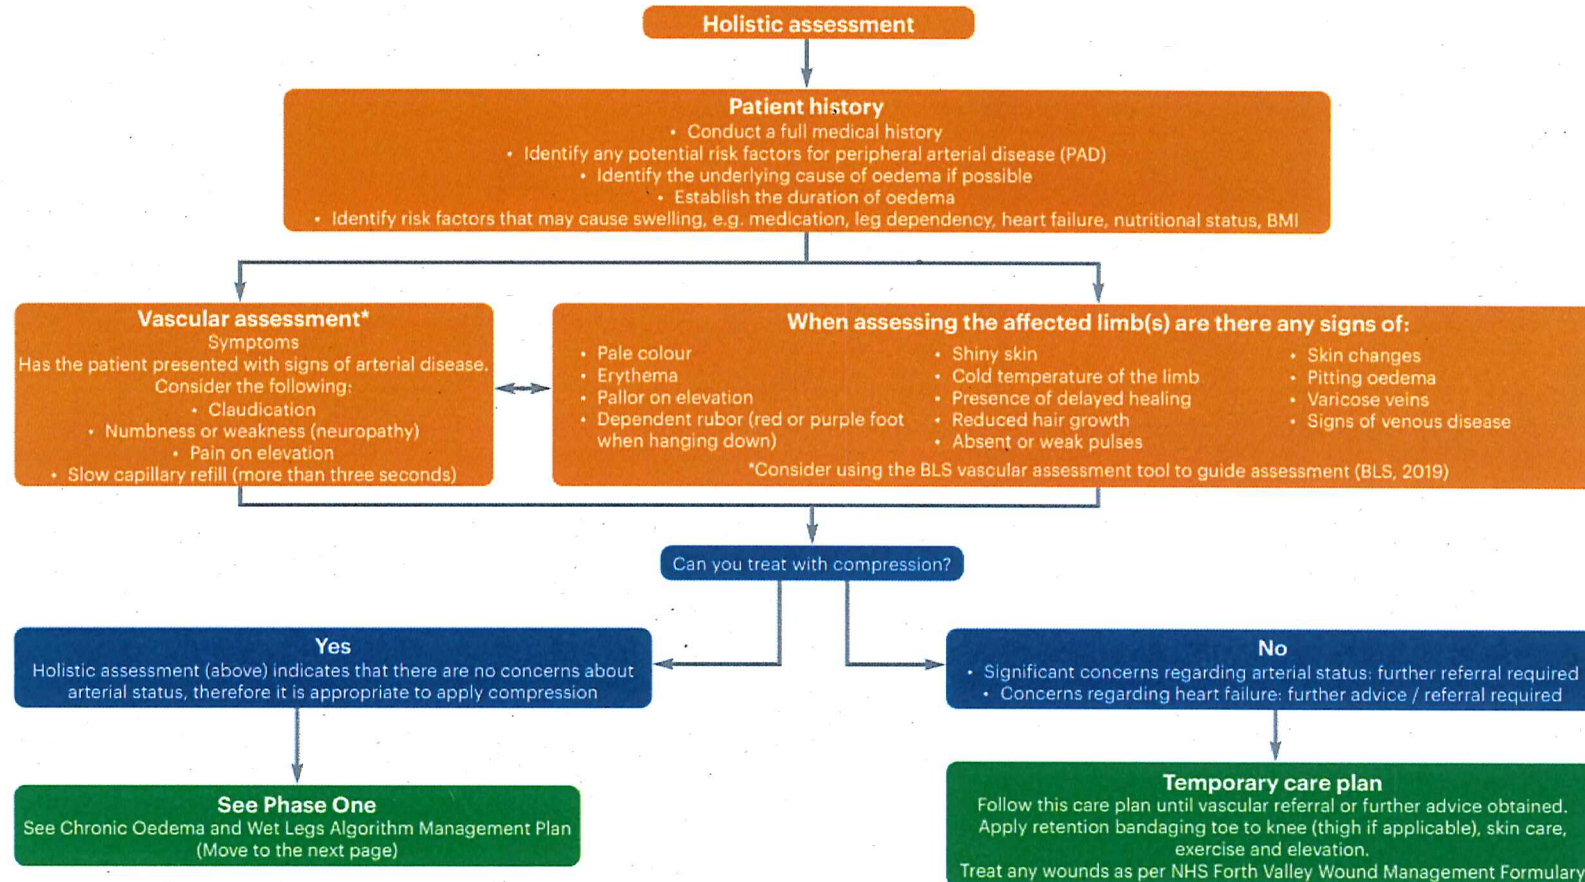 Holistic assessment
Patient history
• Conduct a full medical history
• Identify any potential risk factors for peripheral arterial disease (PAD)
• Identify the underlying cause of oedema if possible
• Establish the duration of oedema
• Identify risk factors that may cause swelling, e.g. medication, leg dependency, heart failure, nutritional status, BMI
Vascular assessment*
Symptoms
Has the patient presented with signs of arterial disease.
Consider the following:
• Claudication
• Numbness or weakness (neuropathy)
• Pain on elevation
• Slow capillary refill (more than three seconds)
When assessing the affected limb(s) are there any signs of:
• Pale colour
• Erythema
• Pallor on elevation
• Dependent rubor (red or purple foot
when hanging down)
• Shiny skin
• Cold temperature of the limb
• Presence of delayed healing
• Reduced hair growth
• Absent or weak pulses
• Skin changes
• Pitting oedema
• Varicose veins
• Signs of venous disease
*Consider using the BLS vascular assessment tool to guide assessment (BLS, 2019)
Can you treat with compression?
Yes
Holistic assessment (above) indicates that there are no concerns about
arterial status, therefore it is appropriate to apply compression
No
• Significant concerns regarding arterial status: further referral required
• Concerns regarding heart failure: further advice / referral required
See Phase One
See Chronic Oedema and Wet Legs Algorithm Management Plan
(Move to the next page)
Temporary care plan
Follow this care plan until vascular referral or further advice obtained.
Apply retention bandaging toe to knee (thigh if applicable), skin care,
exercise and elevation.
Treat any wounds as per NHS Forth Valley Wound Management Formulary